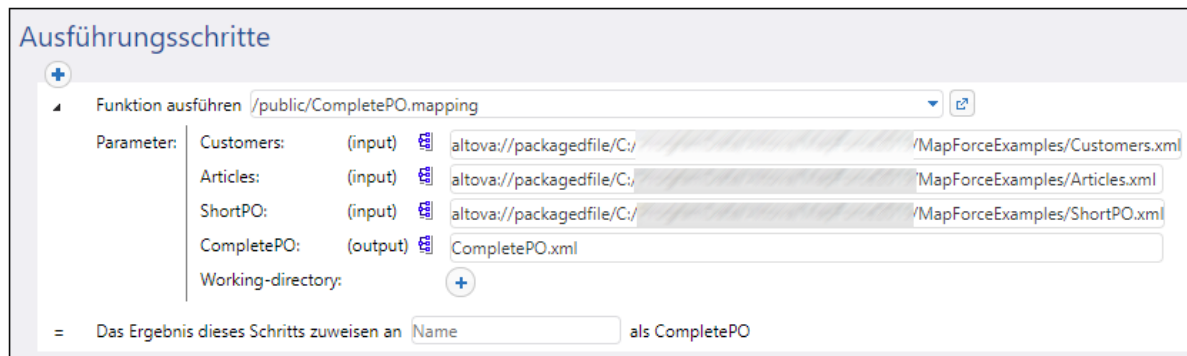 Ausführungsschritte
Funktion ausführen /public/CompletePO.mapping
Parameter: Customers: (input) altova://packagedfile/C:/ /MapForceExamples/Customers.xml
Articles: (input) altova://packagedfile/C:/ /MapForceExamples/Articles.xml
ShortPO: (input) altova://packagedfile/C:/ /MapForceExamples/ShortPO.xml
CompletePO: (output) CompletePO.xml
Working-directory:
= Das Ergebnis dieses Schritts zuweisen an Name als CompletePO